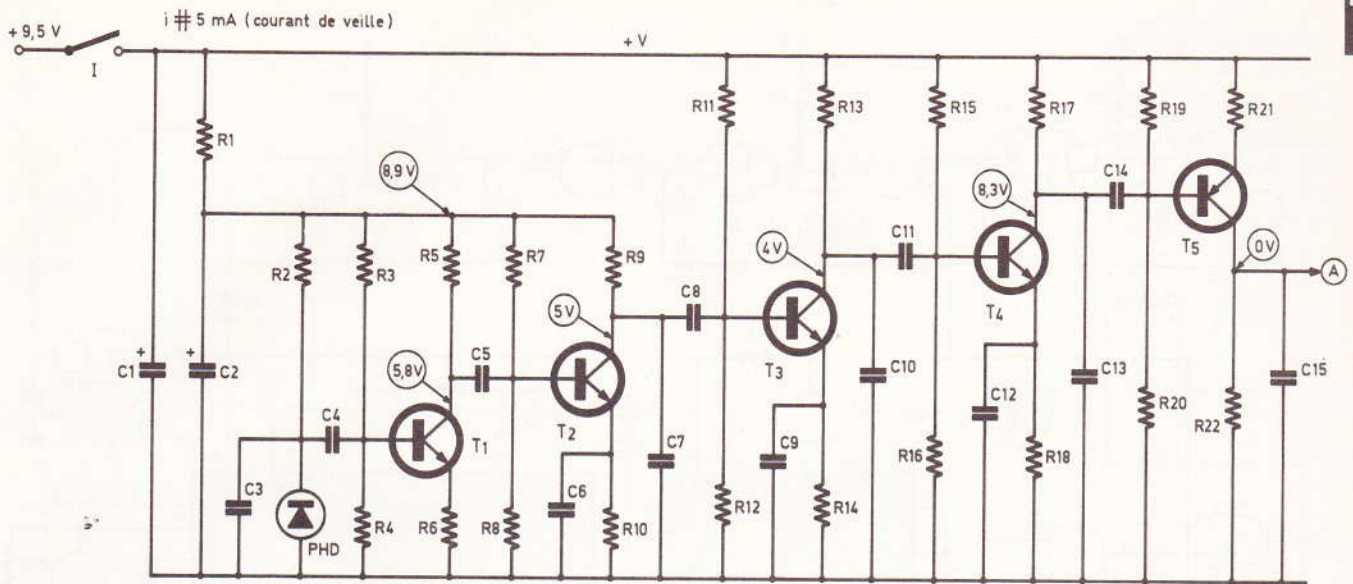 i # 5 mA (courant de veille)
+ 9,5 V
I
+ V
R1
R11
R13
R15
R17
R19
R21
8,9 V
C14
8,3V
T5
R2
R3
R5
R7
R9
C11
4V
0V
A
C8
T4
5V
C5
T3
C1
+
C2
+
5,8V
C10
C13
C15
T2
C12
R20
R22
C4
T1
C7
C9
R16
R18
C3
C6
R4
R6
R8
R10
R12
R14
PHD